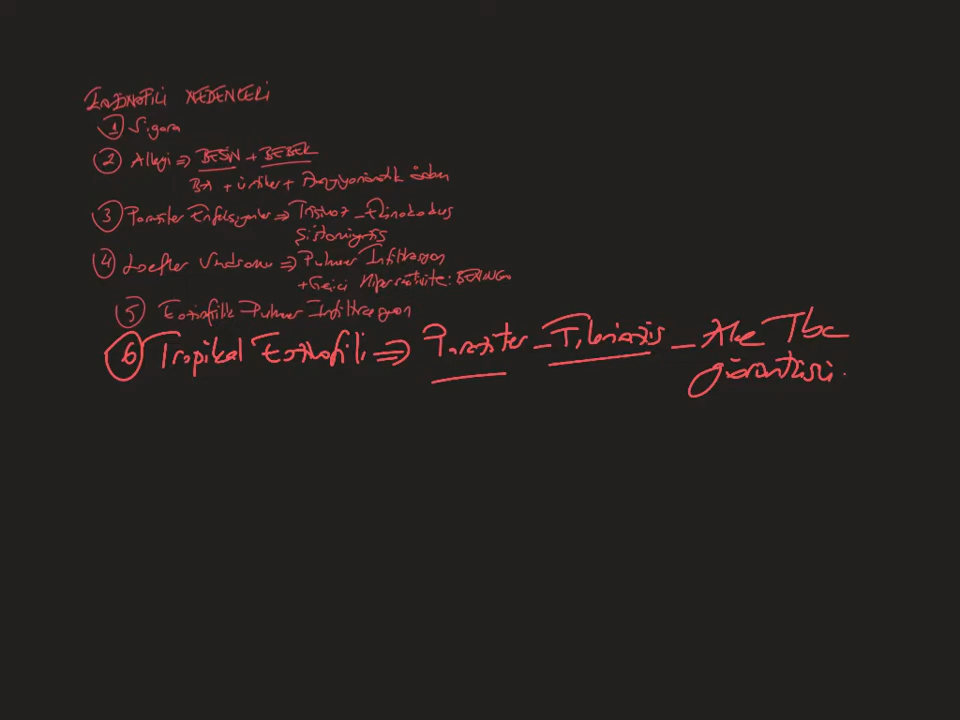 EOZİNOFİLİ NEDENLERİ
1 Sigara
2 Allerji ⇒ BESİN + BEBEK
BA + Ürtiker + Anjiyonörotik ödem
3 Paraziter Enfeksiyonlar ⇒ Trişinoz - Ekinokokus
Şistomiyazis
4 Loefler Sendromu ⇒ Pulmoner İnfiltrasyon
+ Geçici Hiperreaktivite:
5 Eozinofilik Pulmoner İnfiltrasyon
6 Tropikal Eozinofili ⇒ Paraziter - Filariazis - Akc Tbc
görüntüsü.